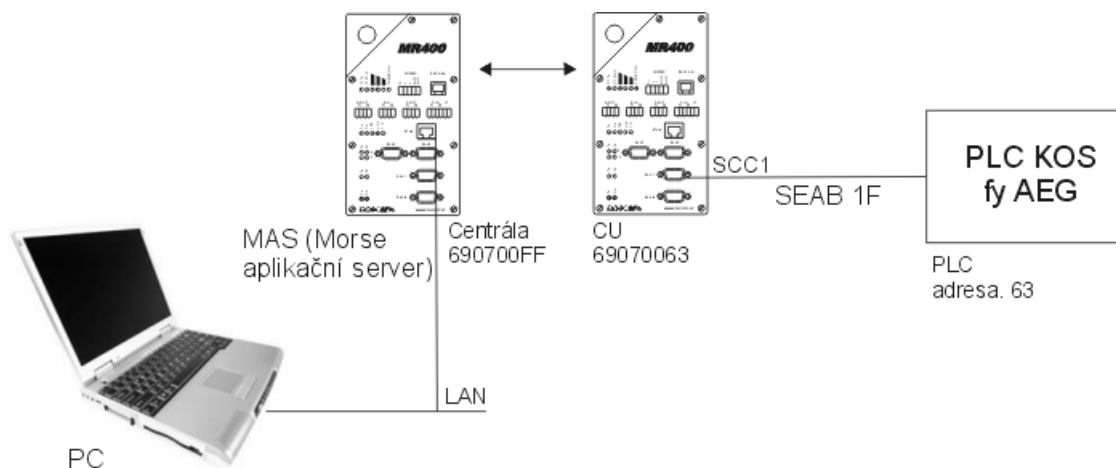 MR400
MR400
SCC1
SEAB 1F
PLC KOS
fy AEG
MAS (Morse
aplikační server)
Centrála
690700FF
CU
69070063
PLC
adresa. 63
LAN
PC